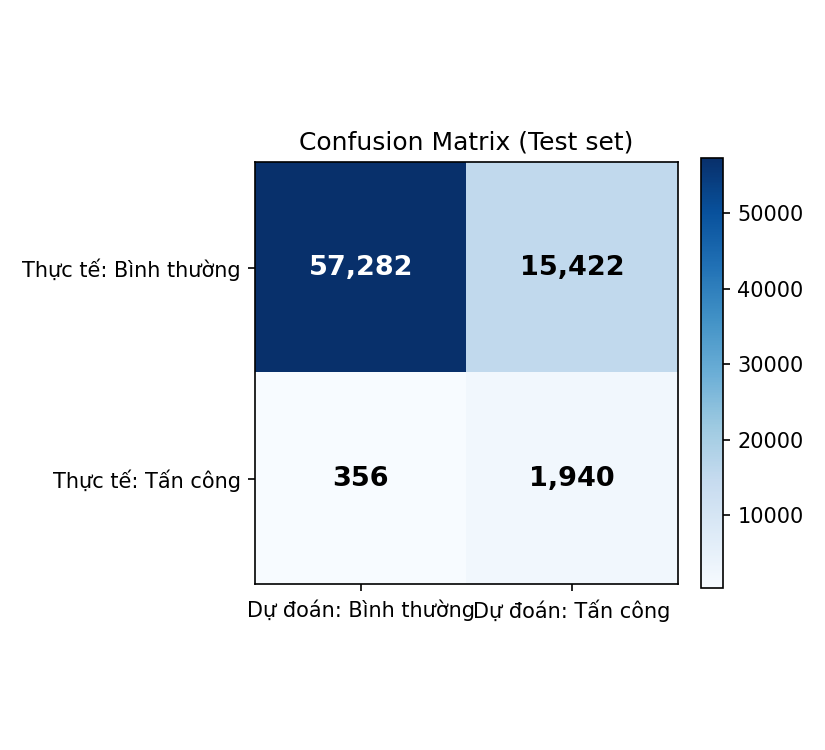 Confusion Matrix (Test set)
Thực tế: Bình thường
57,282
15,422
Thực tế: Tấn công
356
1,940
Dự đoán: Bình thường
Dự đoán: Tấn công
50000
40000
30000
20000
10000